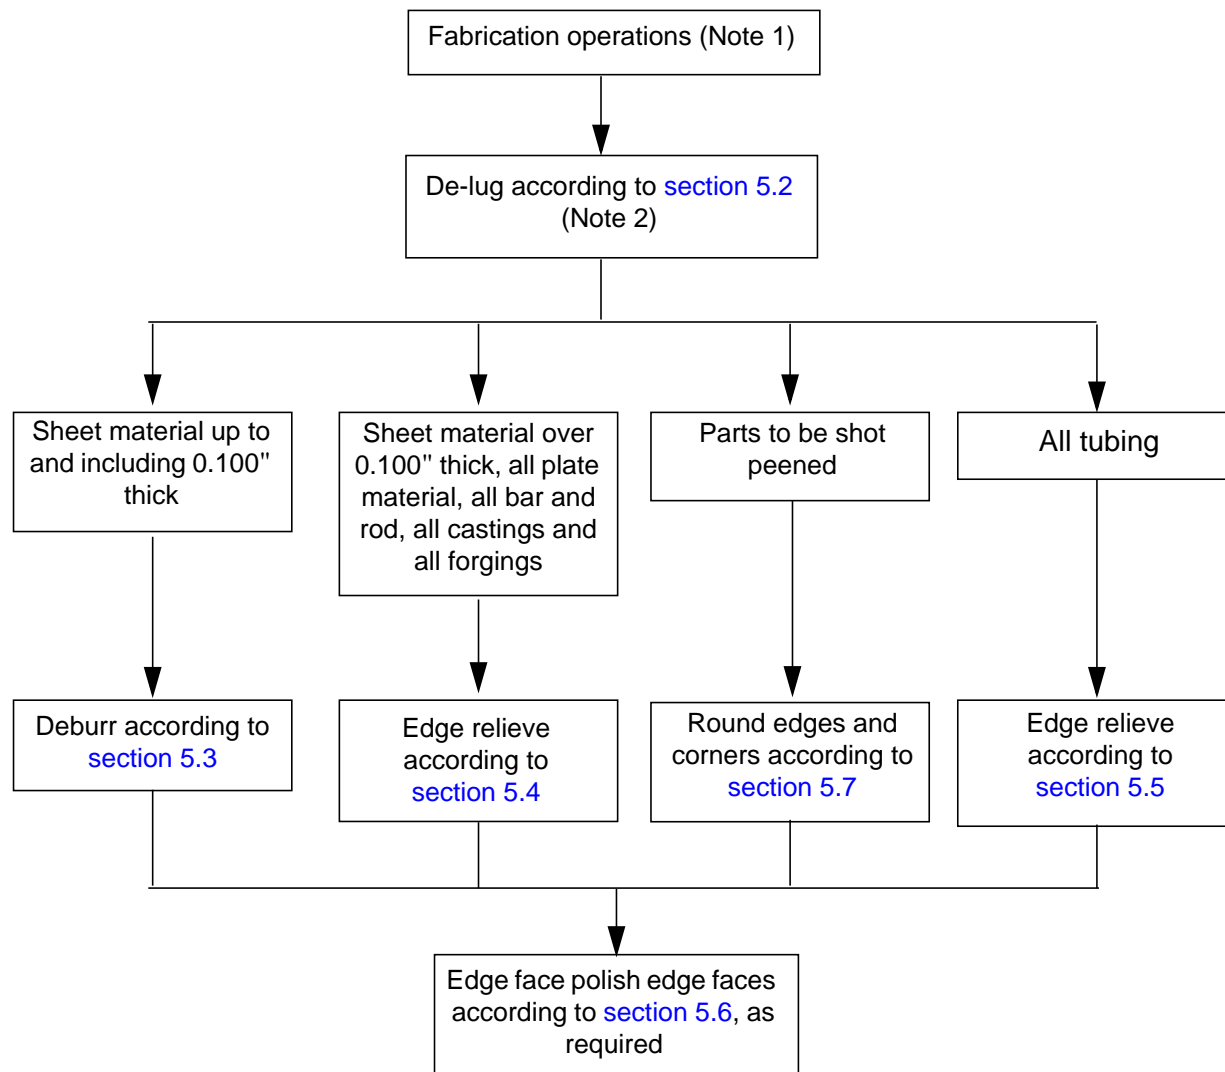 Fabrication operations (Note 1)
De-lug according to section 5.2
(Note 2)
Sheet material up to
and including 0.100"
thick
Sheet material over
0.100" thick, all plate
material, all bar and
rod, all castings and
all forgings
Parts to be shot
peened
All tubing
Deburr according to
section 5.3
Edge relieve
according to
section 5.4
Round edges and
corners according to
section 5.7
Edge relieve
according to
section 5.5
Edge face polish edge faces
according to section 5.6, as
required